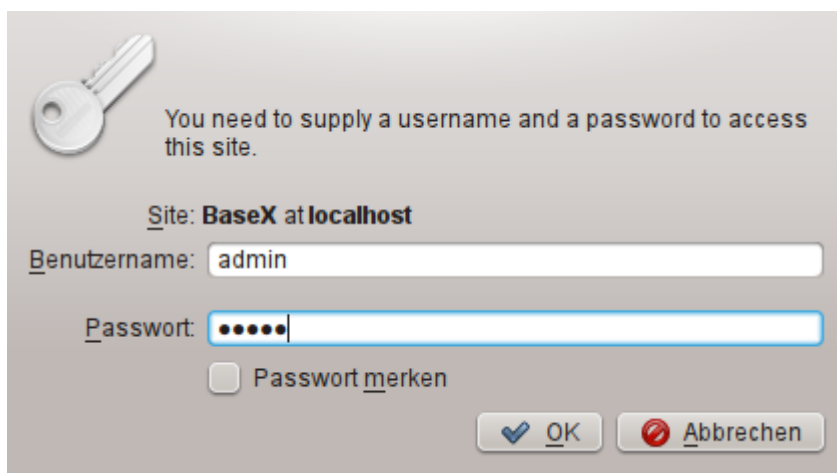 You need to supply a username and a password to access
this site.
Site: BaseX at localhost
Benutzername: admin
Passwort: •••••
Passwort merken
OK Abbrechen